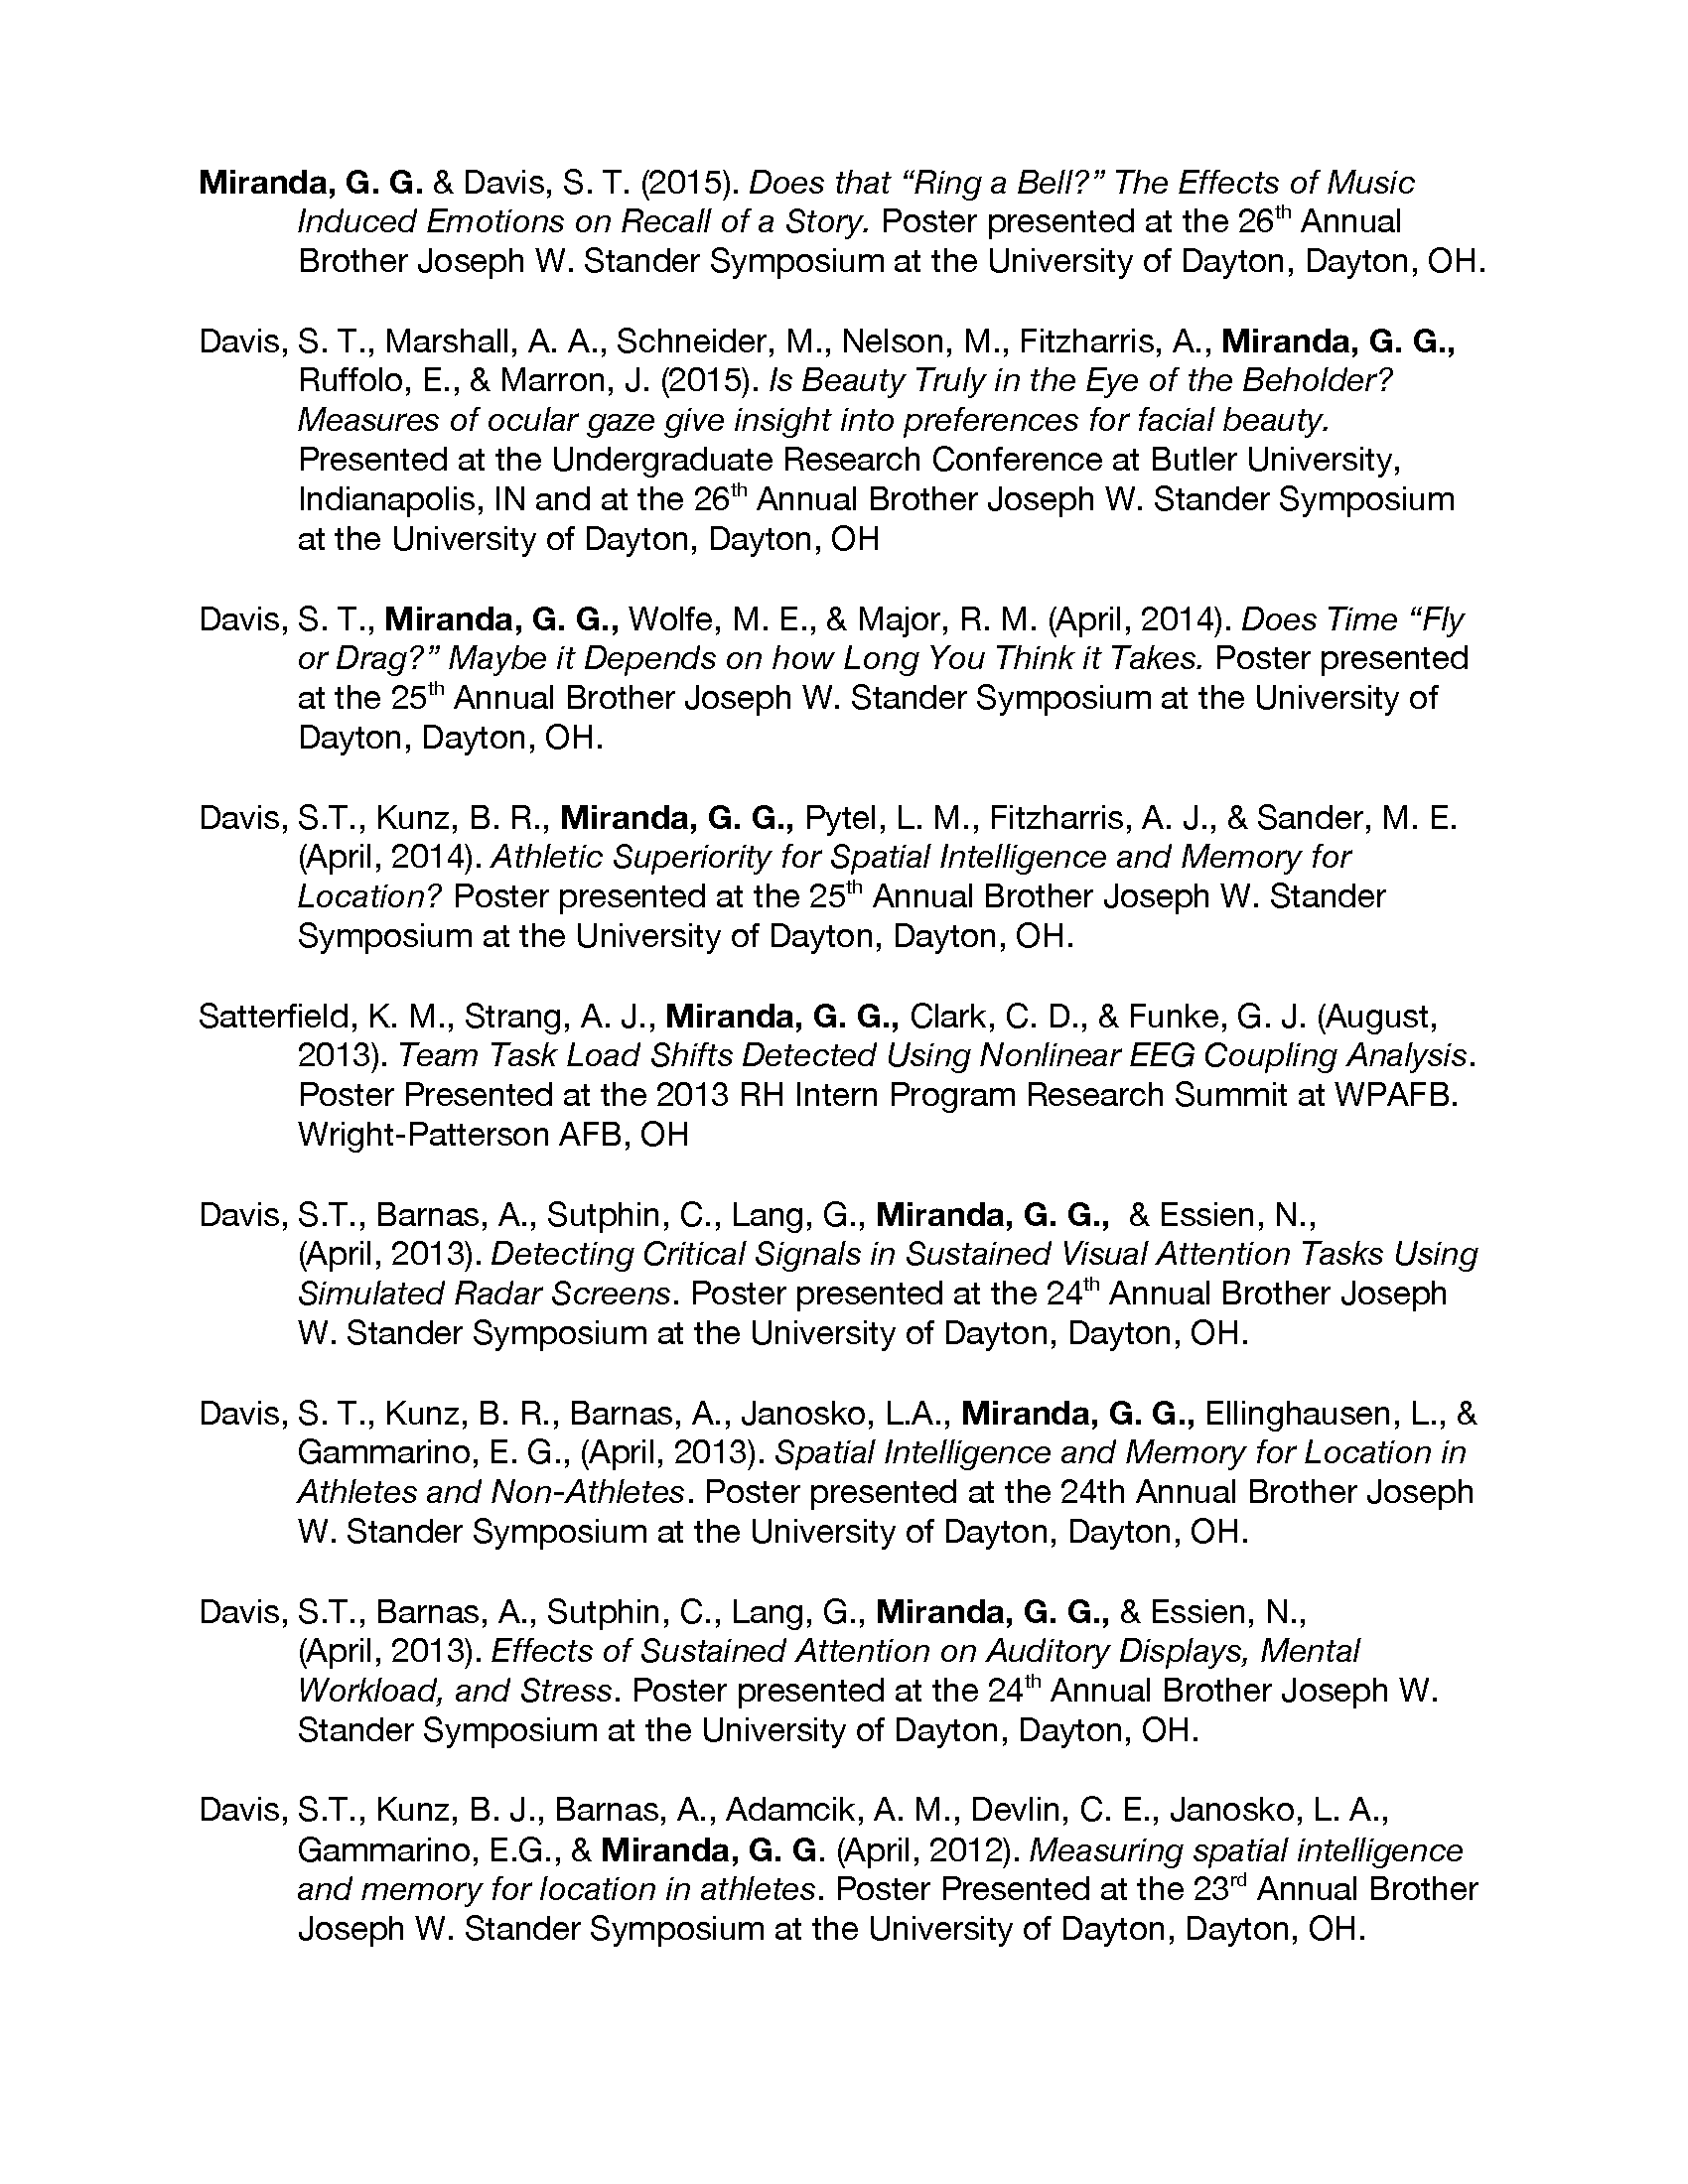 Miranda, G. G. & Davis, S. T. (2015). Does that “Ring a Bell?” The Effects of Music
Induced Emotions on Recall of a Story. Poster presented at the 26th Annual
Brother Joseph W. Stander Symposium at the University of Dayton, Dayton, OH.
Davis, S. T., Marshall, A. A., Schneider, M., Nelson, M., Fitzharris, A., Miranda, G. G.,
Ruffolo, E., & Marron, J. (2015). Is Beauty Truly in the Eye of the Beholder?
Measures of ocular gaze give insight into preferences for facial beauty.
Presented at the Undergraduate Research Conference at Butler University,
Indianapolis, IN and at the 26th Annual Brother Joseph W. Stander Symposium
at the University of Dayton, Dayton, OH
Davis, S. T., Miranda, G. G., Wolfe, M. E., & Major, R. M. (April, 2014). Does Time “Fly
or Drag?” Maybe it Depends on how Long You Think it Takes. Poster presented
at the 25th Annual Brother Joseph W. Stander Symposium at the University of
Dayton, Dayton, OH.
Davis, S.T., Kunz, B. R., Miranda, G. G., Pytel, L. M., Fitzharris, A. J., & Sander, M. E.
(April, 2014). Athletic Superiority for Spatial Intelligence and Memory for
Location? Poster presented at the 25th Annual Brother Joseph W. Stander
Symposium at the University of Dayton, Dayton, OH.
Satterfield, K. M., Strang, A. J., Miranda, G. G., Clark, C. D., & Funke, G. J. (August,
2013). Team Task Load Shifts Detected Using Nonlinear EEG Coupling Analysis.
Poster Presented at the 2013 RH Intern Program Research Summit at WPAFB.
Wright-Patterson AFB, OH
Davis, S.T., Barnas, A., Sutphin, C., Lang, G., Miranda, G. G., & Essien, N.,
(April, 2013). Detecting Critical Signals in Sustained Visual Attention Tasks Using
Simulated Radar Screens. Poster presented at the 24th Annual Brother Joseph
W. Stander Symposium at the University of Dayton, Dayton, OH.
Davis, S. T., Kunz, B. R., Barnas, A., Janosko, L.A., Miranda, G. G., Ellinghausen, L., &
Gammarino, E. G., (April, 2013). Spatial Intelligence and Memory for Location in
Athletes and Non-Athletes. Poster presented at the 24th Annual Brother Joseph
W. Stander Symposium at the University of Dayton, Dayton, OH.
Davis, S.T., Barnas, A., Sutphin, C., Lang, G., Miranda, G. G., & Essien, N.,
(April, 2013). Effects of Sustained Attention on Auditory Displays, Mental
Workload, and Stress. Poster presented at the 24th Annual Brother Joseph W.
Stander Symposium at the University of Dayton, Dayton, OH.
Davis, S.T., Kunz, B. J., Barnas, A., Adamcik, A. M., Devlin, C. E., Janosko, L. A.,
Gammarino, E.G., & Miranda, G. G. (April, 2012). Measuring spatial intelligence
and memory for location in athletes. Poster Presented at the 23rd Annual Brother
Joseph W. Stander Symposium at the University of Dayton, Dayton, OH.